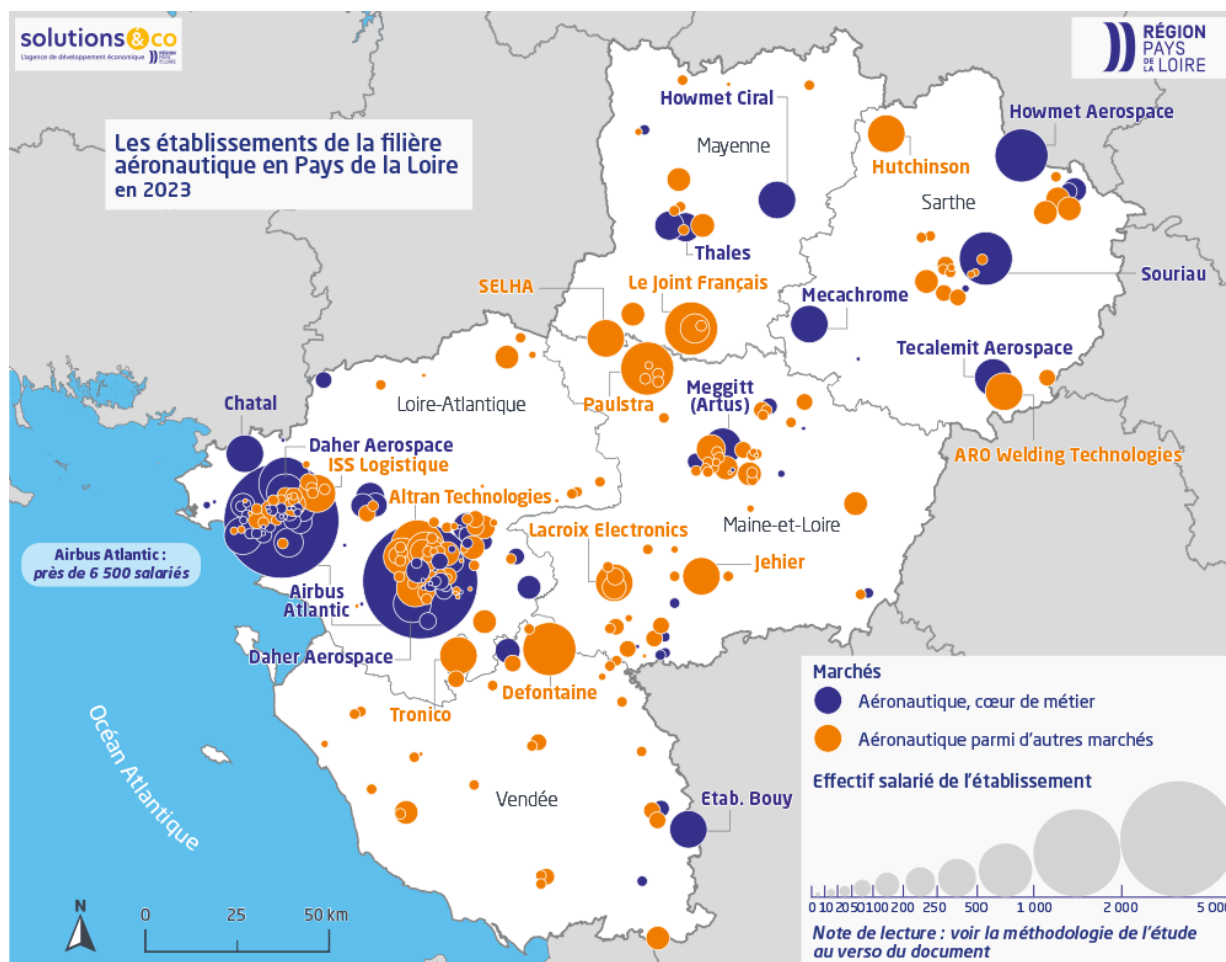 solutions&co
L'agence de développement économique
RÉGION
PAYS
DE LA LOIRE
RÉGION
PAYS
DE LA LOIRE
Les établissements de la filière
aéronautique en Pays de la Loire
en 2023
Howmet Ciral
Mayenne
Howmet Aerospace
Hutchinson
Sarthe
Thales
Souriau
SELHA
Le Joint Français
Mecachrome
Tecalemit Aerospace
Chatal
Loire-Atlantique
Paulstra
Meggitt
(Artus)
Daher Aerospace
ISS Logistique
Altran Technologies
ARO Welding Technologies
Lacroix Electronics
Maine-et-Loire
Airbus Atlantic :
près de 6 500 salariés
Jehier
Airbus
Atlantic
Daher Aerospace
Defontaine
Tronico
Océan Atlantique
Vendée
Etab. Bouy
Marchés
Aéronautique, cœur de métier
Aéronautique parmi d'autres marchés
Effectif salarié de l'établissement
0 10 20 50 100 200 250 500 1 000 2 000 5 000
Note de lecture : voir la méthodologie de l'étude
au verso du document
N
0 25 50 km